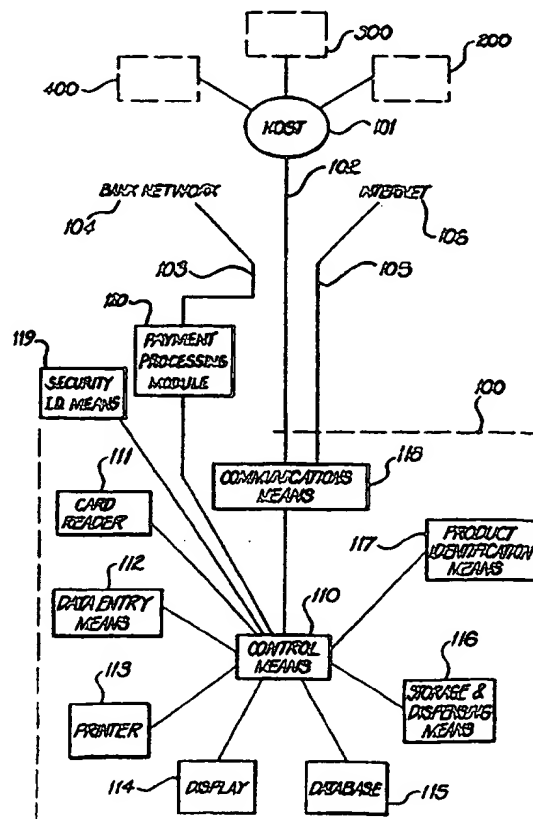 300
400
200
HOST
101
102
BANK NETWORK
INTERNET
104
106
103
105
120
119
PAYMENT
PROCESSING
MODULE
SECURITY
I.D. MEANS
100
111
COMMUNICATIONS
MEANS
118
CARD
READER
117
PRODUCT
IDENTIFICATION
MEANS
112
110
DATA ENTRY
MEANS
CONTROL
MEANS
116
113
STORAGE &
DISPENSING
MEANS
PRINTER
114
DISPLAY
DATABASE
115